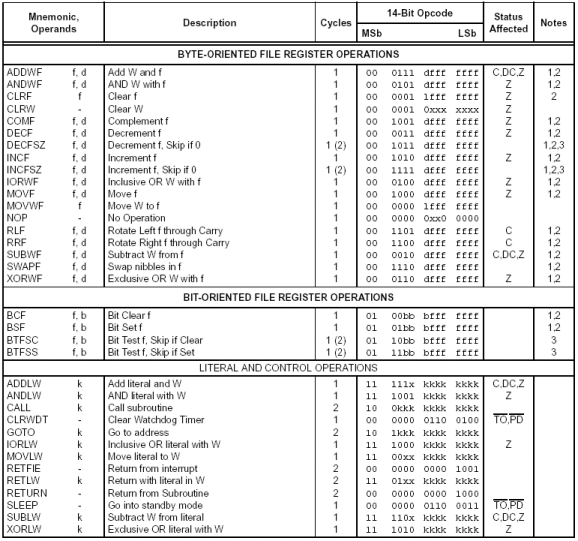 Mnemonic, Operands Description Cycles 14-Bit Opcode Status Affected Notes
MSb LSb
BYTE-ORIENTED FILE REGISTER OPERATIONS
ADDWF f, d Add W and f 1 00 0111 dfff ffff C,DC,Z 1,2
ANDWF f, d AND W with f 1 00 0101 dfff ffff Z 1,2
CLRF f Clear f 1 00 0001 lfff ffff Z 2
CLRW - Clear W 1 00 0001 0xxx xxxx Z
COMF f, d Complement f 1 00 1001 dfff ffff Z 1,2
DECF f, d Decrement f 1 00 0011 dfff ffff Z 1,2
DECFSZ f, d Decrement f, Skip if 0 1 (2) 00 1011 dfff ffff 1,2,3
INCF f, d Increment f 1 00 1010 dfff ffff Z 1,2
INCFSZ f, d Increment f, Skip if 0 1 (2) 00 1111 dfff ffff 1,2,3
IORWF f, d Inclusive OR W with f 1 00 0100 dfff ffff Z 1,2
MOVF f, d Move f 1 00 1000 dfff ffff Z 1,2
MOVWF f Move W to f 1 00 0000 lfff ffff
NOP - No Operation 1 00 0000 0xx0 0000
RLF f, d Rotate Left f through Carry 1 00 1101 dfff ffff C 1,2
RRF f, d Rotate Right f through Carry 1 00 1100 dfff ffff C 1,2
SUBWF f, d Subtract W from f 1 00 0010 dfff ffff C,DC,Z 1,2
SWAPF f, d Swap nibbles in f 1 00 1110 dfff ffff 1,2
XORWF f, d Exclusive OR W with f 1 00 0110 dfff ffff Z 1,2
BIT-ORIENTED FILE REGISTER OPERATIONS
BCF f, b Bit Clear f 1 01 00bb bfff ffff 1,2
BSF f, b Bit Set f 1 01 01bb bfff ffff 1,2
BTFSC f, b Bit Test f, Skip if Clear 1 (2) 01 10bb bfff ffff 3
BTFSS f, b Bit Test f, Skip if Set 1 (2) 01 11bb bfff ffff 3
LITERAL AND CONTROL OPERATIONS
ADDLW k Add literal and W 1 11 111x kkkk kkkk C,DC,Z
ANDLW k AND literal with W 1 11 1001 kkkk kkkk Z
CALL k Call subroutine 2 10 0kkk kkkk kkkk
CLRWDT - Clear Watchdog Timer 1 00 0000 0110 0100 TO,PD
GOTO k Go to address 2 10 1kkk kkkk kkkk
IORLW k Inclusive OR literal with W 1 11 1000 kkkk kkkk Z
MOVLW k Move literal to W 1 11 00xx kkkk kkkk
RETFIE - Return from interrupt 2 00 0000 0000 1001
RETLW k Return with literal in W 2 11 01xx kkkk kkkk
RETURN - Return from Subroutine 2 00 0000 0000 1000
SLEEP - Go into standby mode 1 00 0000 0110 0011 TO,PD
SUBLW k Subtract W from literal 1 11 110x kkkk kkkk C,DC,Z
XORLW k Exclusive OR literal with W 1 11 1010 kkkk kkkk Z